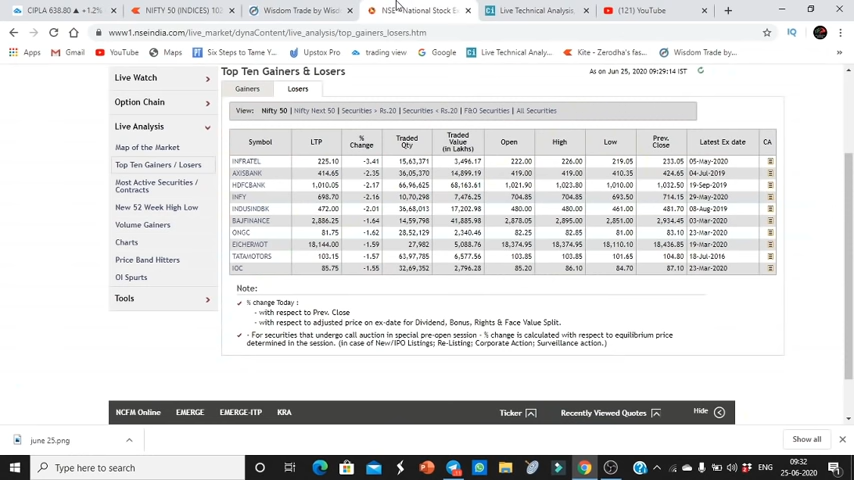 CIPLA 638.80 ▲ +1.2%
NIFTY 50 (INDICES) 103
Wisdom Trade by Wisd
NSE - National Stock Ex
Live Technical Analysis,
(121) YouTube
www1.nseindia.com/live_market/dynaContent/live_analysis/top_gainers_losers.htm
Apps
Gmail
YouTube
Maps
Six Steps To Tame Y...
Upstox Pro
trading view
Live Technical Anal...
Kite - Zerodha's fas...
Wisdom Trade by...
Live Watch
Option Chain
Live Analysis
Map of the Market
Top Ten Gainers / Losers
Most Active Securities / Contracts
New 52 Week High Low
Volume Gainers
Charts
Price Band Hitters
OI Spurts
Tools
Top Ten Gainers & Losers
As on Jun 25, 2020 09:29:14 IST
Gainers Losers
View: Nifty 50 | Nifty Next 50 | Securities > Rs.20 | Securities < Rs.20 | F&O Securities | All Securities
Symbol LTP % Change Traded Qty Traded Value (in Lakhs) Open High Low Prev. Close Latest Ex date CA
INFRATEL 225.10 -3.41 15,63,371 3,496.17 222.00 226.00 219.05 233.05 05-May-2020
AXISBANK 414.65 -2.35 36,05,370 14,899.19 419.00 419.35 410.35 424.65 04-Jul-2019
HDFCBANK 1,010.05 -2.17 66,96,625 68,163.61 1,021.90 1,023.80 1,010.00 1,032.50 19-Sep-2019
INFY 698.70 -2.16 10,70,298 7,476.25 704.85 704.85 693.50 714.15 29-May-2020
INDUSINDBK 472.00 -2.01 36,68,013 17,202.98 480.00 480.00 461.00 481.70 08-Aug-2019
BAJFINANCE 2,886.25 -1.64 14,59,798 41,885.98 2,878.05 2,895.00 2,851.00 2,934.45 03-Mar-2020
ONGC 81.75 -1.62 28,52,129 2,340.46 82.25 82.85 81.00 83.10 23-Mar-2020
EICHERMOT 18,144.00 -1.59 27,982 5,088.76 18,374.95 18,374.95 18,110.10 18,436.85 19-Mar-2020
TATAMOTORS 103.15 -1.57 63,97,785 6,577.56 103.85 103.85 101.65 104.80 18-Jul-2016
IOC 85.75 -1.55 32,69,352 2,796.28 85.20 86.10 84.70 87.10 23-Mar-2020
Note:
% change Today :
- with respect to Prev. Close
- with respect to adjusted price on ex-date for Dividend, Bonus, Rights & Face Value Split.
- For securities that undergo call auction in special pre-open session - % change is calculated with respect to equilibrium price
determined in the session. (in case of New/IPO Listings; Re-Listing; Corporate Action; Surveillance action.)
NCFM Online EMERGE EMERGE-ITP KRA Ticker Recently Viewed Quotes Hide
june 25.png
Show all
Type here to search
ENG
09:32
25-06-2020